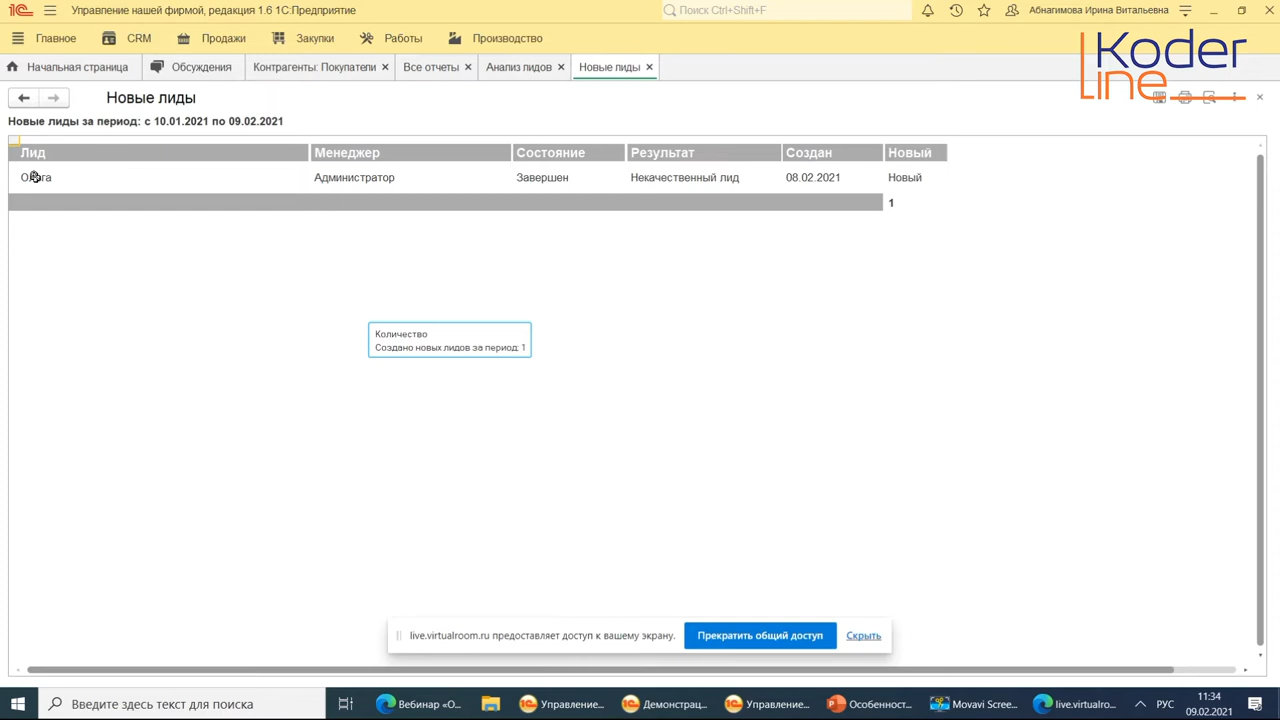 Управление нашей фирмой, редакция 1.6 1С:Предприятие
Поиск Ctrl+Shift+F
Абнагимова Ирина Витальевна
Главное
CRM
Продажи
Закупки
Работы
Производство
Koder
line
Начальная страница
Обсуждения
Контрагенты: Покупатели
Все отчеты
Анализ лидов
Новые лиды
Новые лиды
Новые лиды за период: с 10.01.2021 по 09.02.2021
Лид Менеджер Состояние Результат Создан Новый
Администратор Завершен Некачественный лид 08.02.2021 Новый
1
Количество
Создано новых лидов за период: 1
live.virtualroom.ru предоставляет доступ к вашему экрану.
Прекратить общий доступ
Скрыть
Введите здесь текст для поиска
Вебинар «О...
Управление...
Демонстрац...
Управление...
Особенност...
Movavi Scree...
live.virtualro...
РУС
11:34
09.02.2021